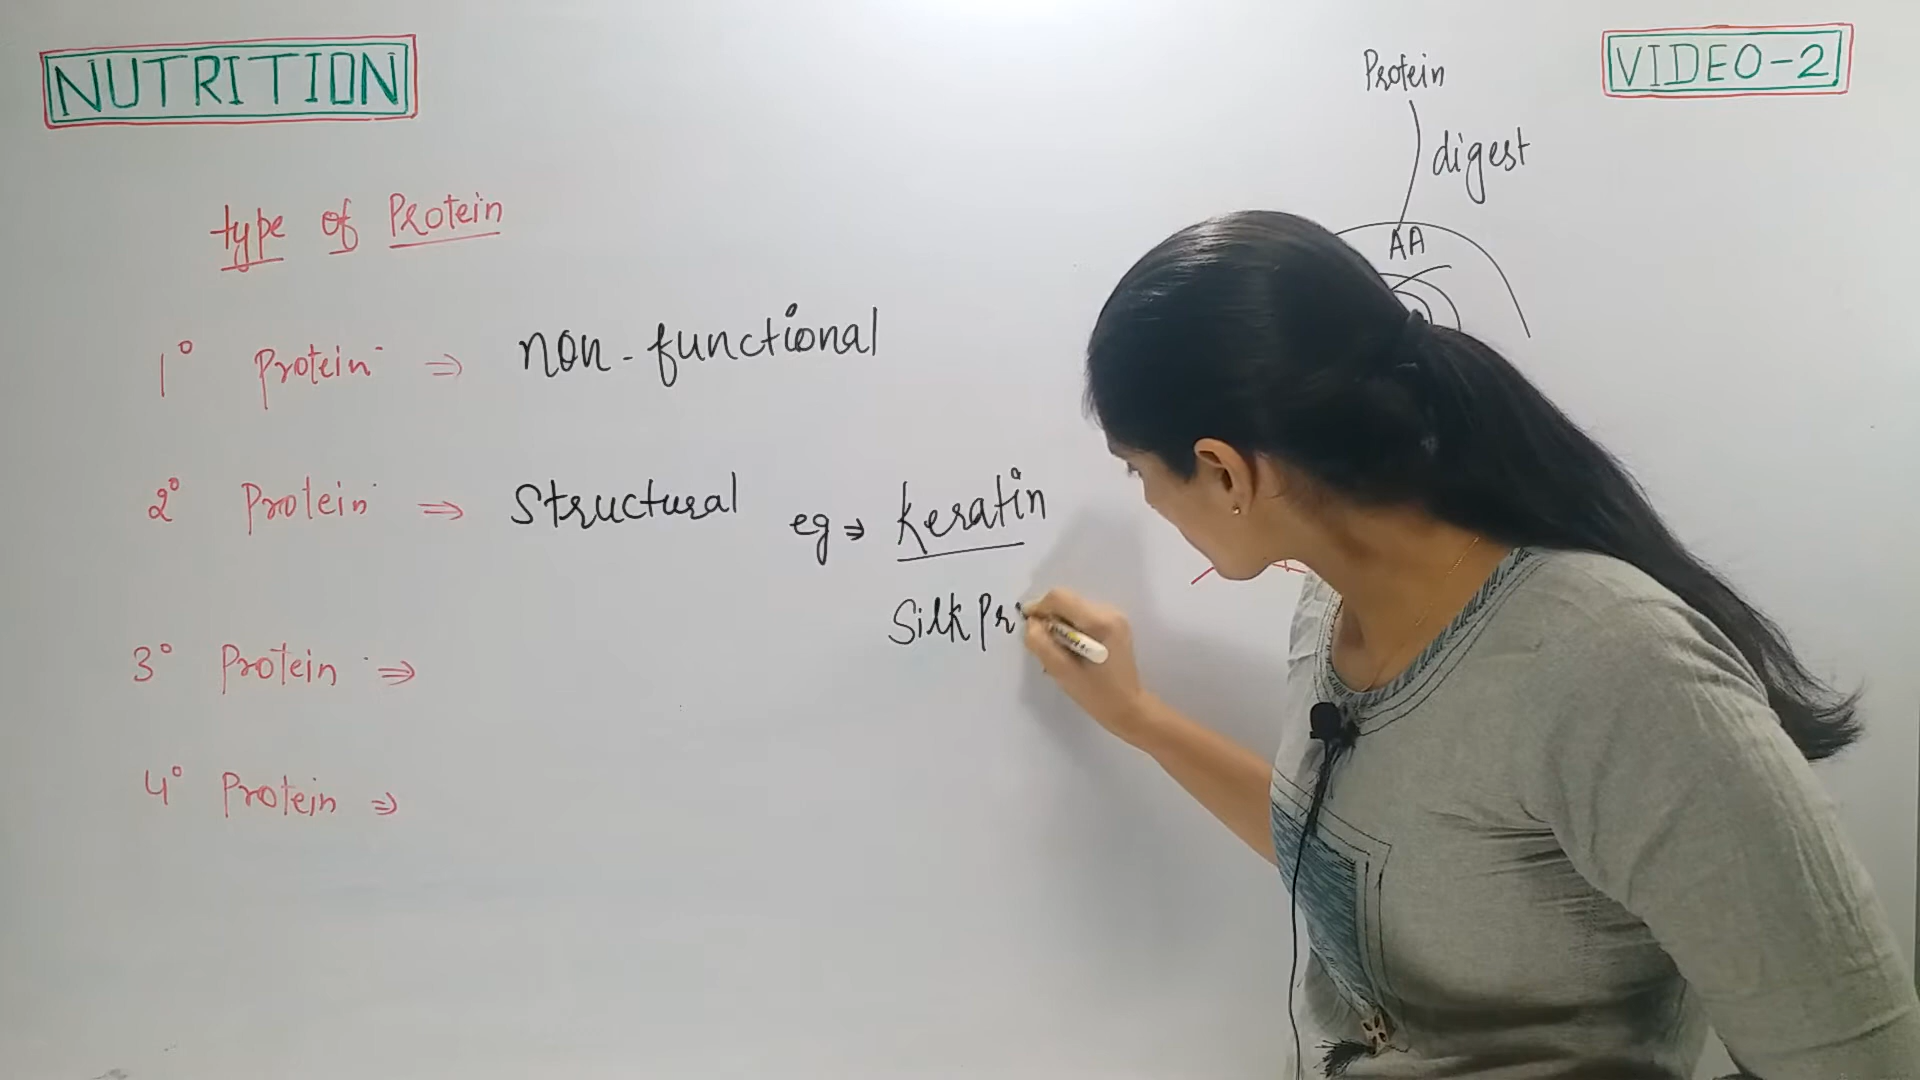 NUTRITION
VIDEO-2
Protein
digest
AA
type of Protein
1° Protein ⇒ non-functional
2° Protein ⇒ Structural eg ⇒ Keratin
Silk Pr
3° Protein ⇒
4° Protein ⇒